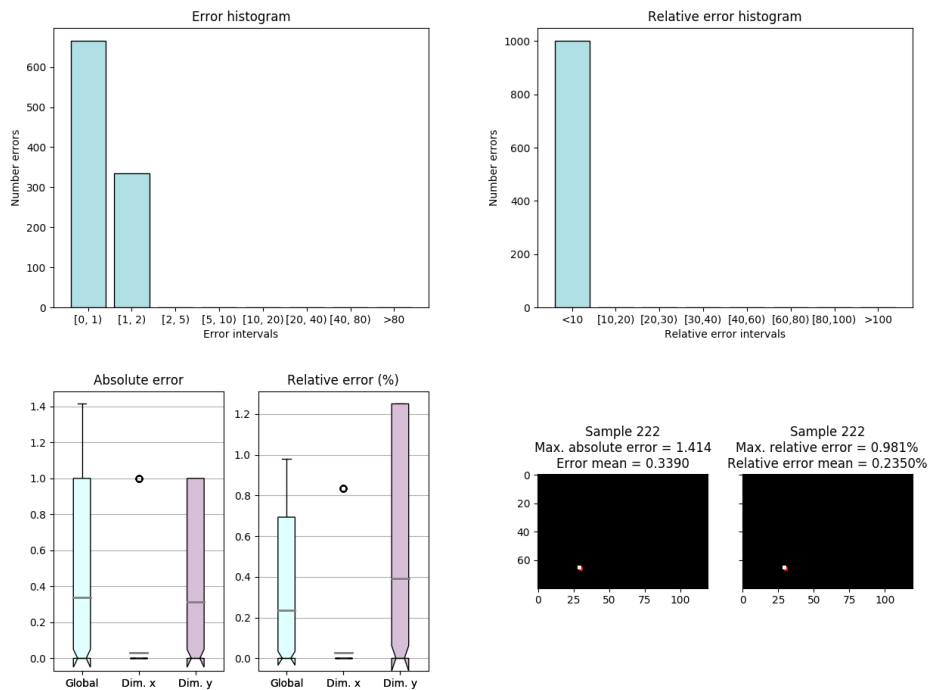 Error histogram
Number errors
600
500
400
300
200
100
0
[0, 1) [1, 2) [2, 5) [5, 10) [10, 20) [20, 40) [40, 80) >80
Error intervals
Relative error histogram
Number errors
1000
800
600
400
200
0
<10 [10,20) [20,30) [30,40) [40,60) [60,80) [80,100) >100
Relative error intervals
Absolute error
1.4
1.2
1.0
0.8
0.6
0.4
0.2
0.0
Global Dim. x Dim. y
Relative error (%)
1.2
1.0
0.8
0.6
0.4
0.2
0.0
Global Dim. x Dim. y
Sample 222
Max. absolute error = 1.414
Error mean = 0.3390
0
20
40
60
0 25 50 75 100
Sample 222
Max. relative error = 0.981%
Relative error mean = 0.2350%
0 25 50 75 100